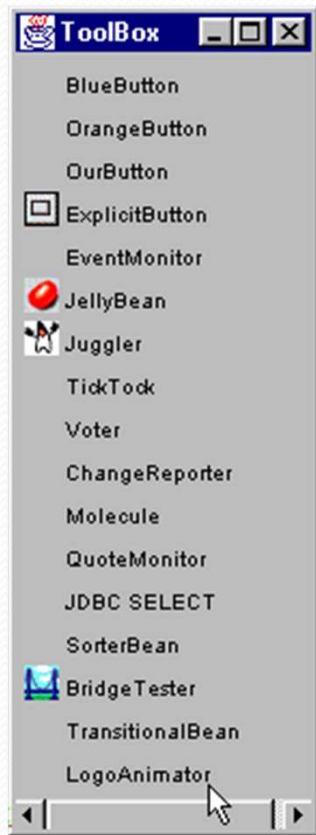 ToolBox
BlueButton
OrangeButton
OurButton
ExplicitButton
EventMonitor
JellyBean
Juggler
TickTock
Voter
ChangeReporter
Molecule
QuoteMonitor
JDBC SELECT
SorterBean
BridgeTester
TransitionalBean
LogoAnimator